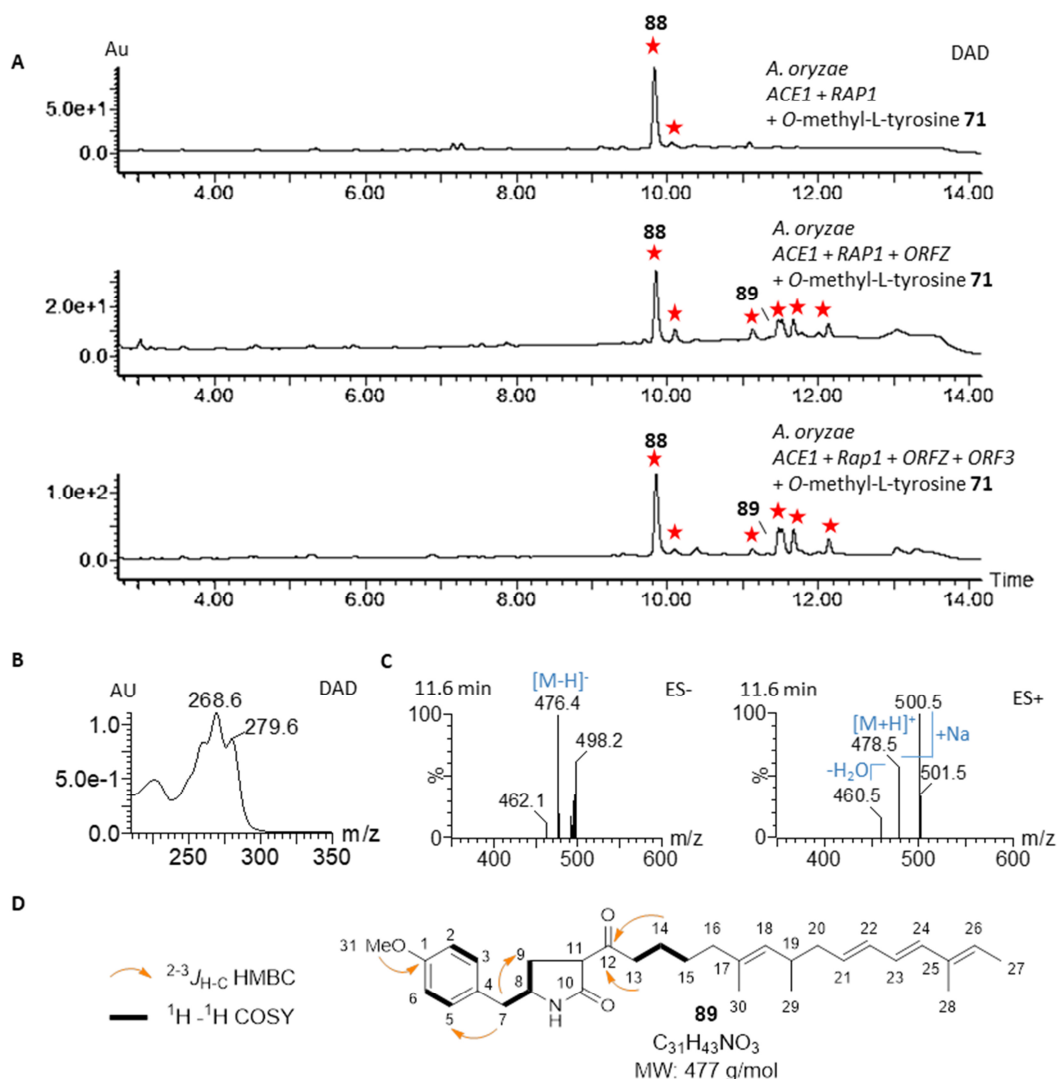 A
Au
88
DAD
A. oryzae
ACE1 + RAP1
+ O-methyl-L-tyrosine 71
5.0e+1
0.0
4.00 6.00 8.00 10.00 12.00 14.00
88
A. oryzae
ACE1 + RAP1 + ORFZ
+ O-methyl-L-tyrosine 71
89
2.0e+1
0.0
4.00 6.00 8.00 10.00 12.00 14.00
88
A. oryzae
ACE1 + Rap1 + ORFZ + ORF3
+ O-methyl-L-tyrosine 71
89
1.0e+2
0.0
Time
4.00 6.00 8.00 10.00 12.00 14.00
B
AU
DAD
268.6
279.6
1.0
5.0e-1
0.0
m/z
250 300 350
C
11.6 min
[M-H]-
ES-
476.4
100
498.2
%
462.1
0
m/z
400 500 600
11.6 min
500.5
ES+
100
[M+H]+
+Na
478.5
-H2O
501.5
%
460.5
0
m/z
400 500 600
D
2-3JH-C HMBC
1H -1H COSY
31
MeO
1
2
3
4
5
6
7
8
9
10
11
12
13
14
15
16
17
18
19
20
21
22
23
24
25
26
27
28
29
30
O
O
N
H
89
C31H43NO3
MW: 477 g/mol